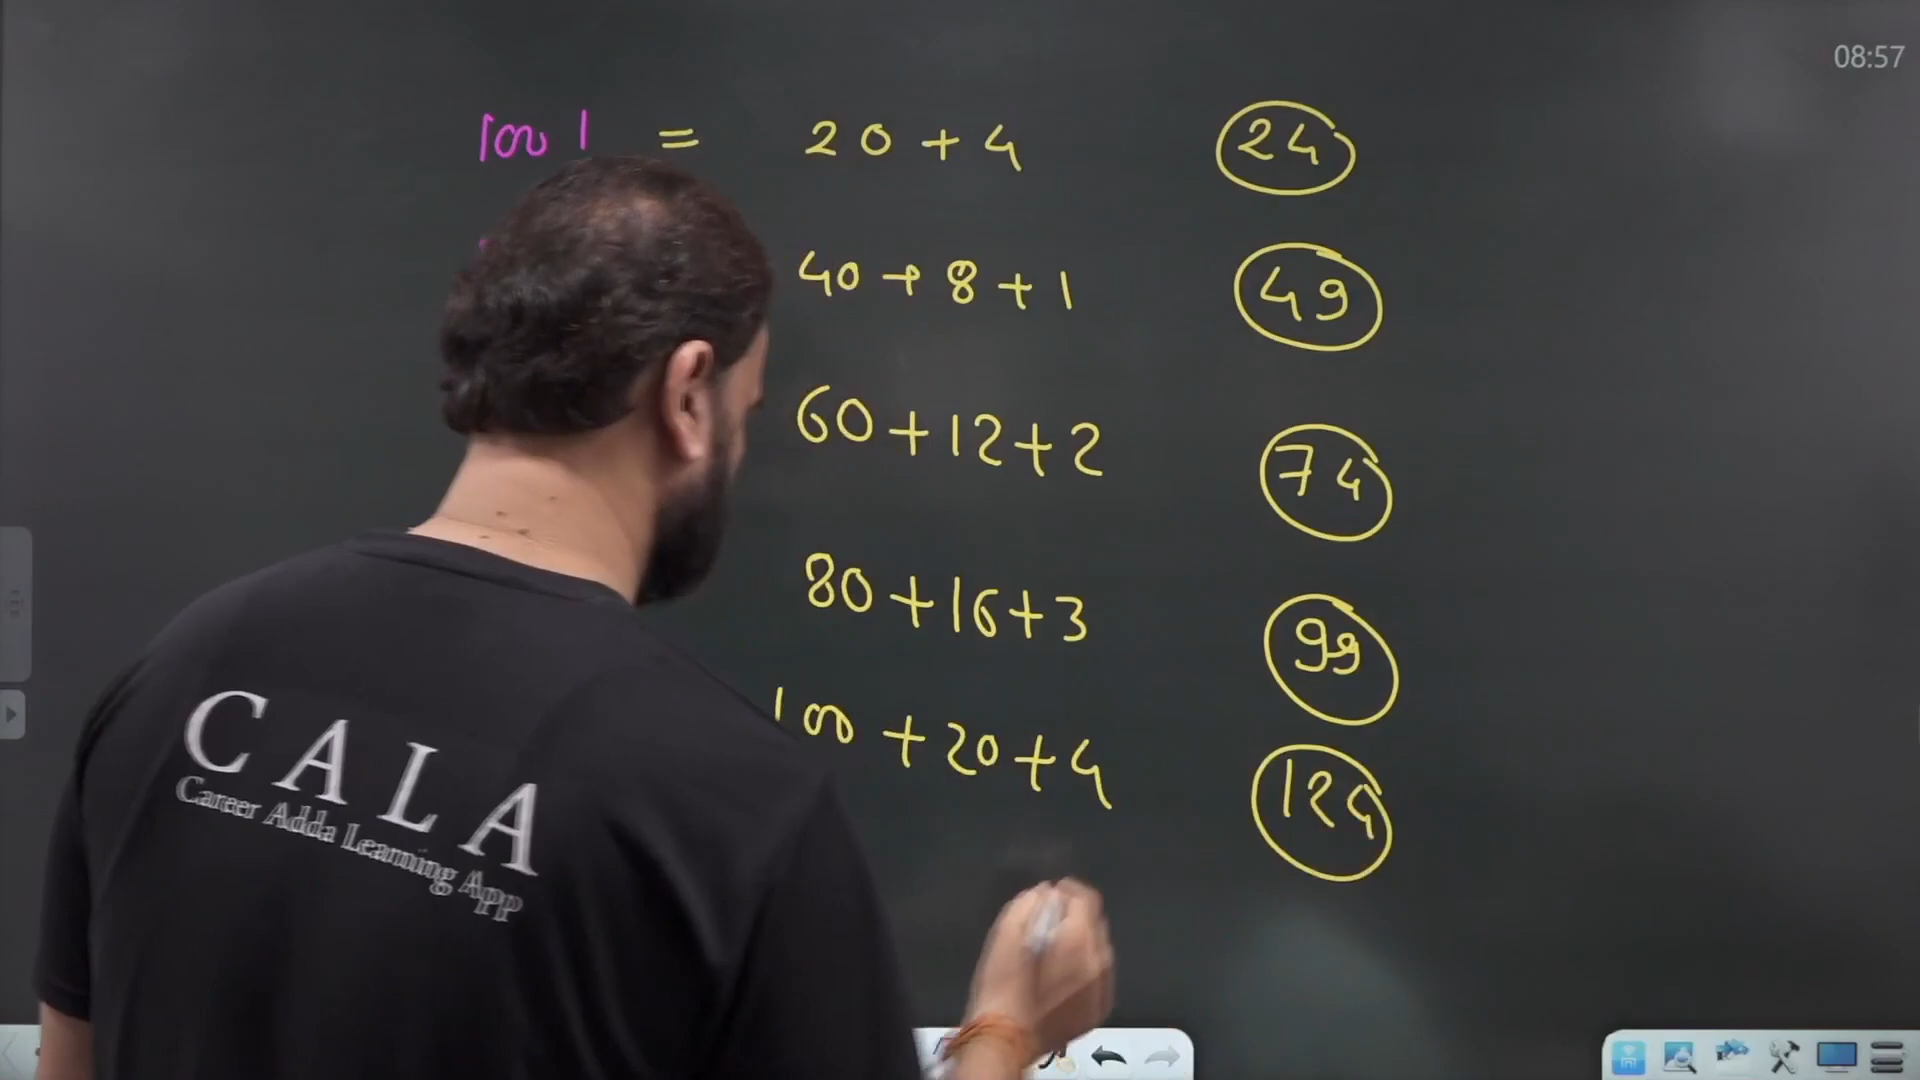 08:57
100! = 20 + 4 24
40 + 8 + 1 49
60 + 12 + 2 74
80 + 16 + 3 99
100 + 20 + 4 124
CALA
Career Adda Learning App